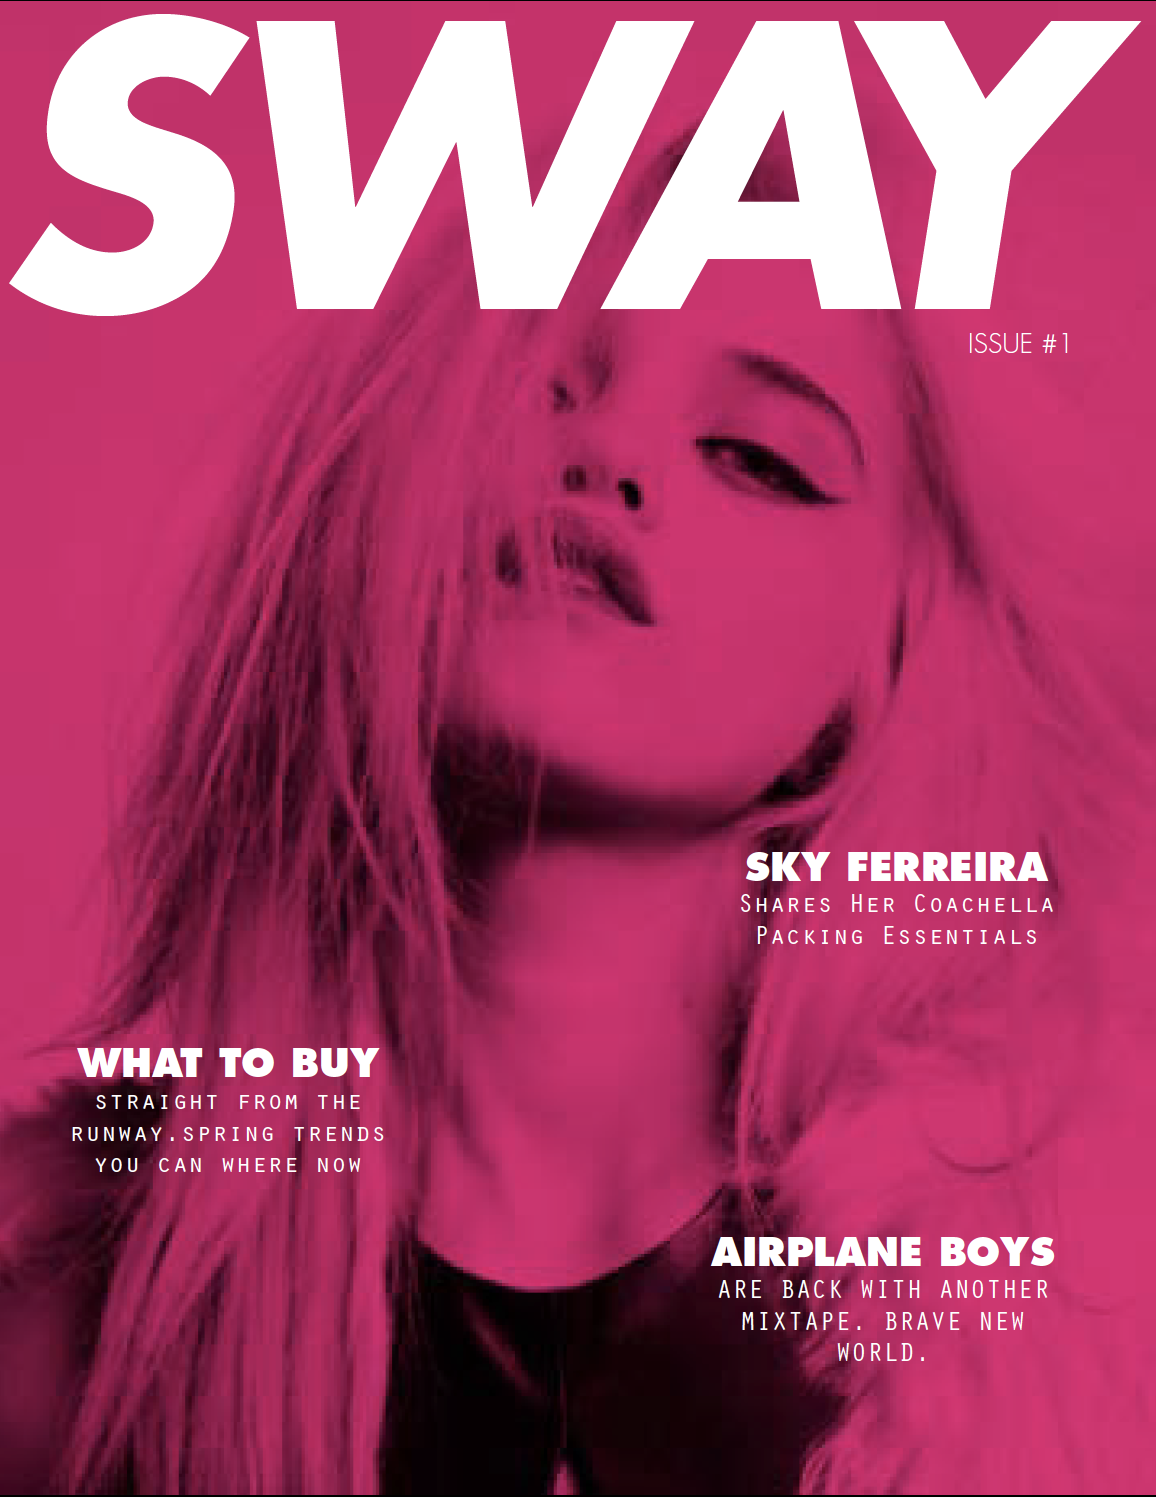 SWAY
ISSUE #1
SKY FERREIRA
SHARES HER COACHELLA
PACKING ESSENTIALS
WHAT TO BUY
STRAIGHT FROM THE
RUNWAY.SPRING TRENDS
YOU CAN WHERE NOW
AIRPLANE BOYS
ARE BACK WITH ANOTHER
MIXTAPE. BRAVE NEW
WORLD.